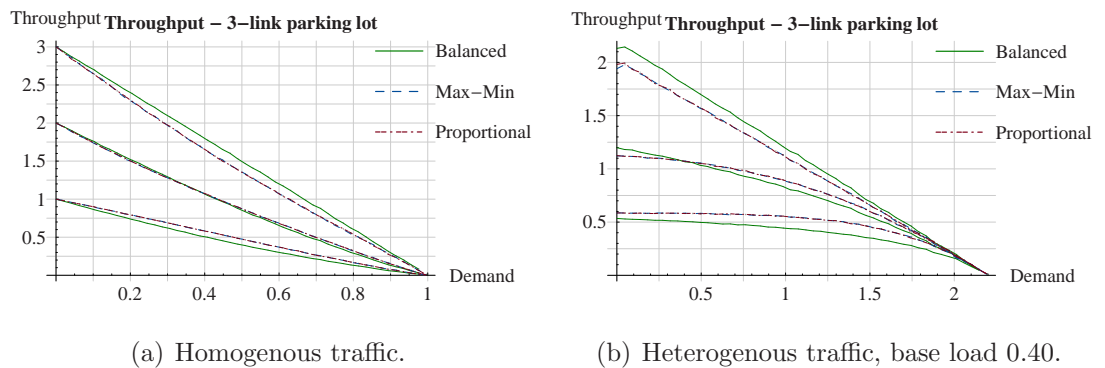 Throughput
Throughput − 3−link parking lot
3
2.5
2
1.5
1
0.5
0.2 0.4 0.6 0.8 1
Demand
Balanced
Max−Min
Proportional
(a) Homogenous traffic.
Throughput
Throughput − 3−link parking lot
2
1.5
1
0.5
0.5 1 1.5 2
Demand
Balanced
Max−Min
Proportional
(b) Heterogenous traffic, base load 0.40.